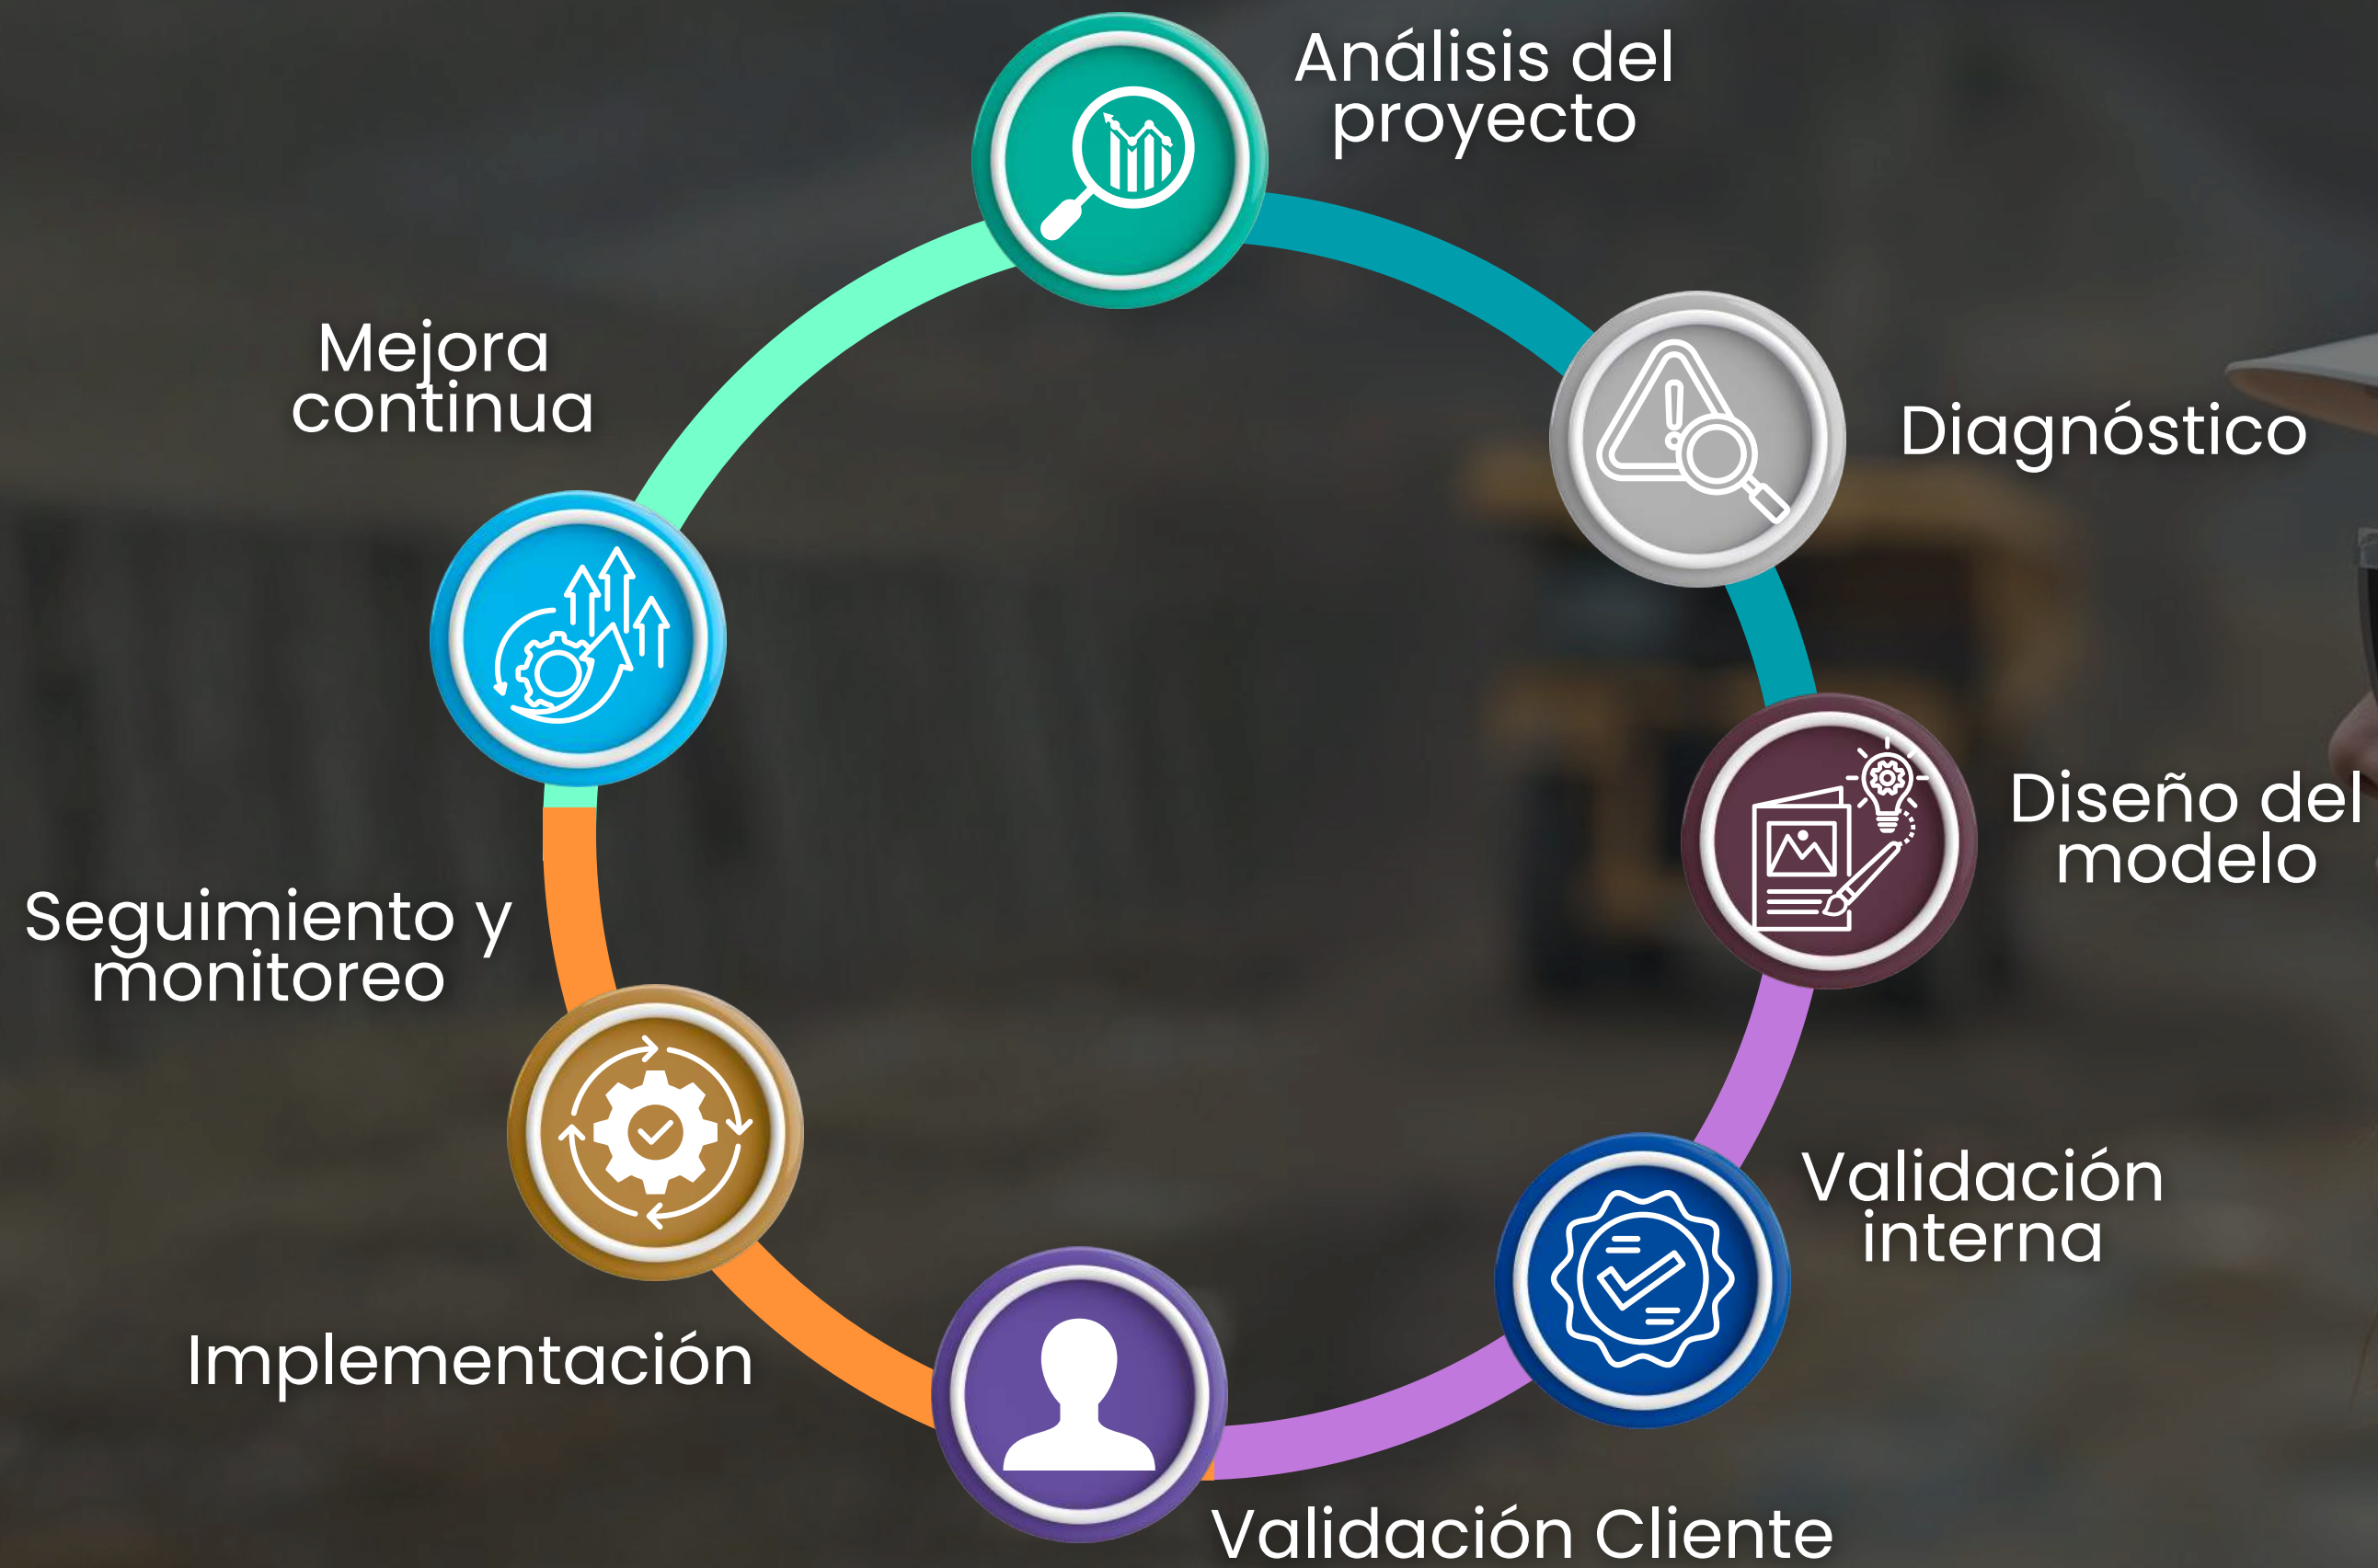 Análisis del
proyecto
Diagnóstico
Diseño del
modelo
Validación
interna
Validación Cliente
Implementación
Seguimiento y
monitoreo
Mejora
continua